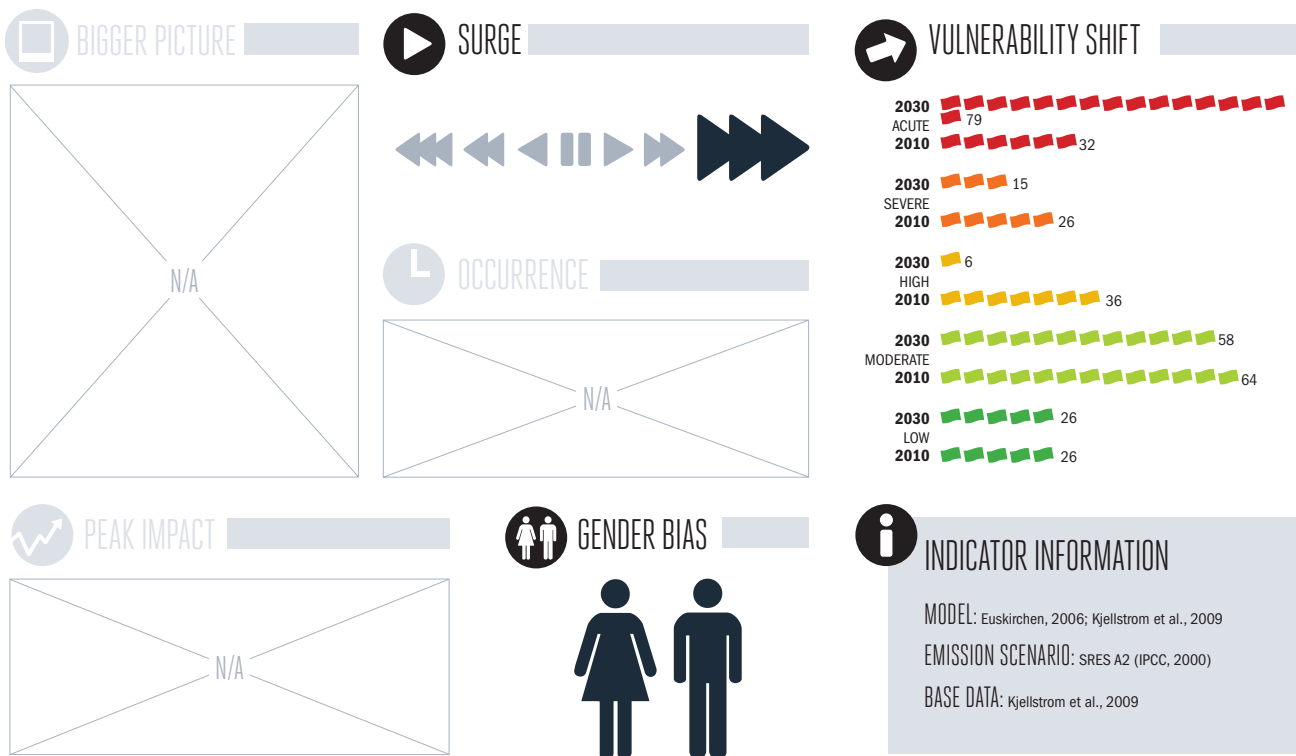 BIGGER PICTURE
N/A
SURGE
OCCURRENCE
N/A
VULNERABILITY SHIFT
2030
ACUTE 79
2010 32
2030 15
SEVERE
2010 26
2030 6
HIGH
2010 36
2030 58
MODERATE
2010 64
2030 26
LOW
2010 26
PEAK IMPACT
N/A
GENDER BIAS
INDICATOR INFORMATION
MODEL: Euskirchen, 2006; Kjellstrom et al., 2009
EMISSION SCENARIO: SRES A2 (IPCC, 2000)
BASE DATA: Kjellstrom et al., 2009